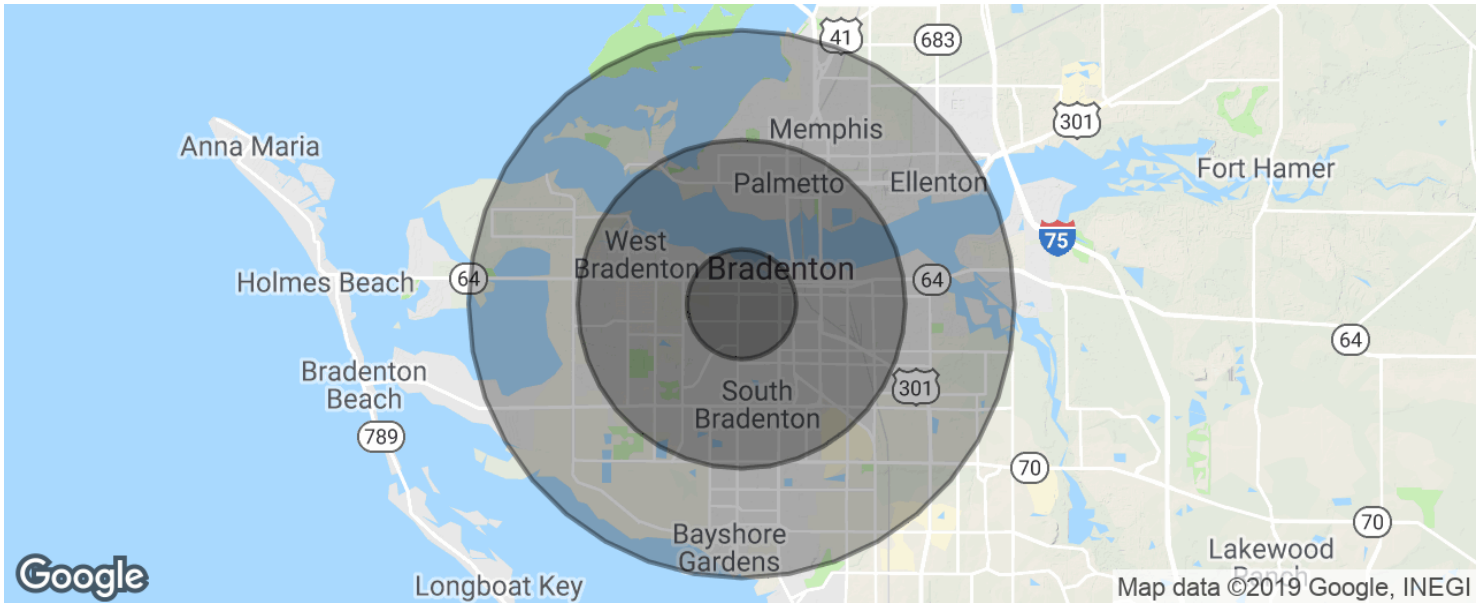 41
683
301
Memphis
Anna Maria
Palmetto
Ellenton
Fort Hamer
75
West
Bradenton
Bradenton
Holmes Beach
64
64
64
Bradenton
Beach
South
Bradenton
301
789
70
70
Bayshore
Gardens
Lakewood
Ranch
Longboat Key
Google
Map data ©2019 Google, INEGI